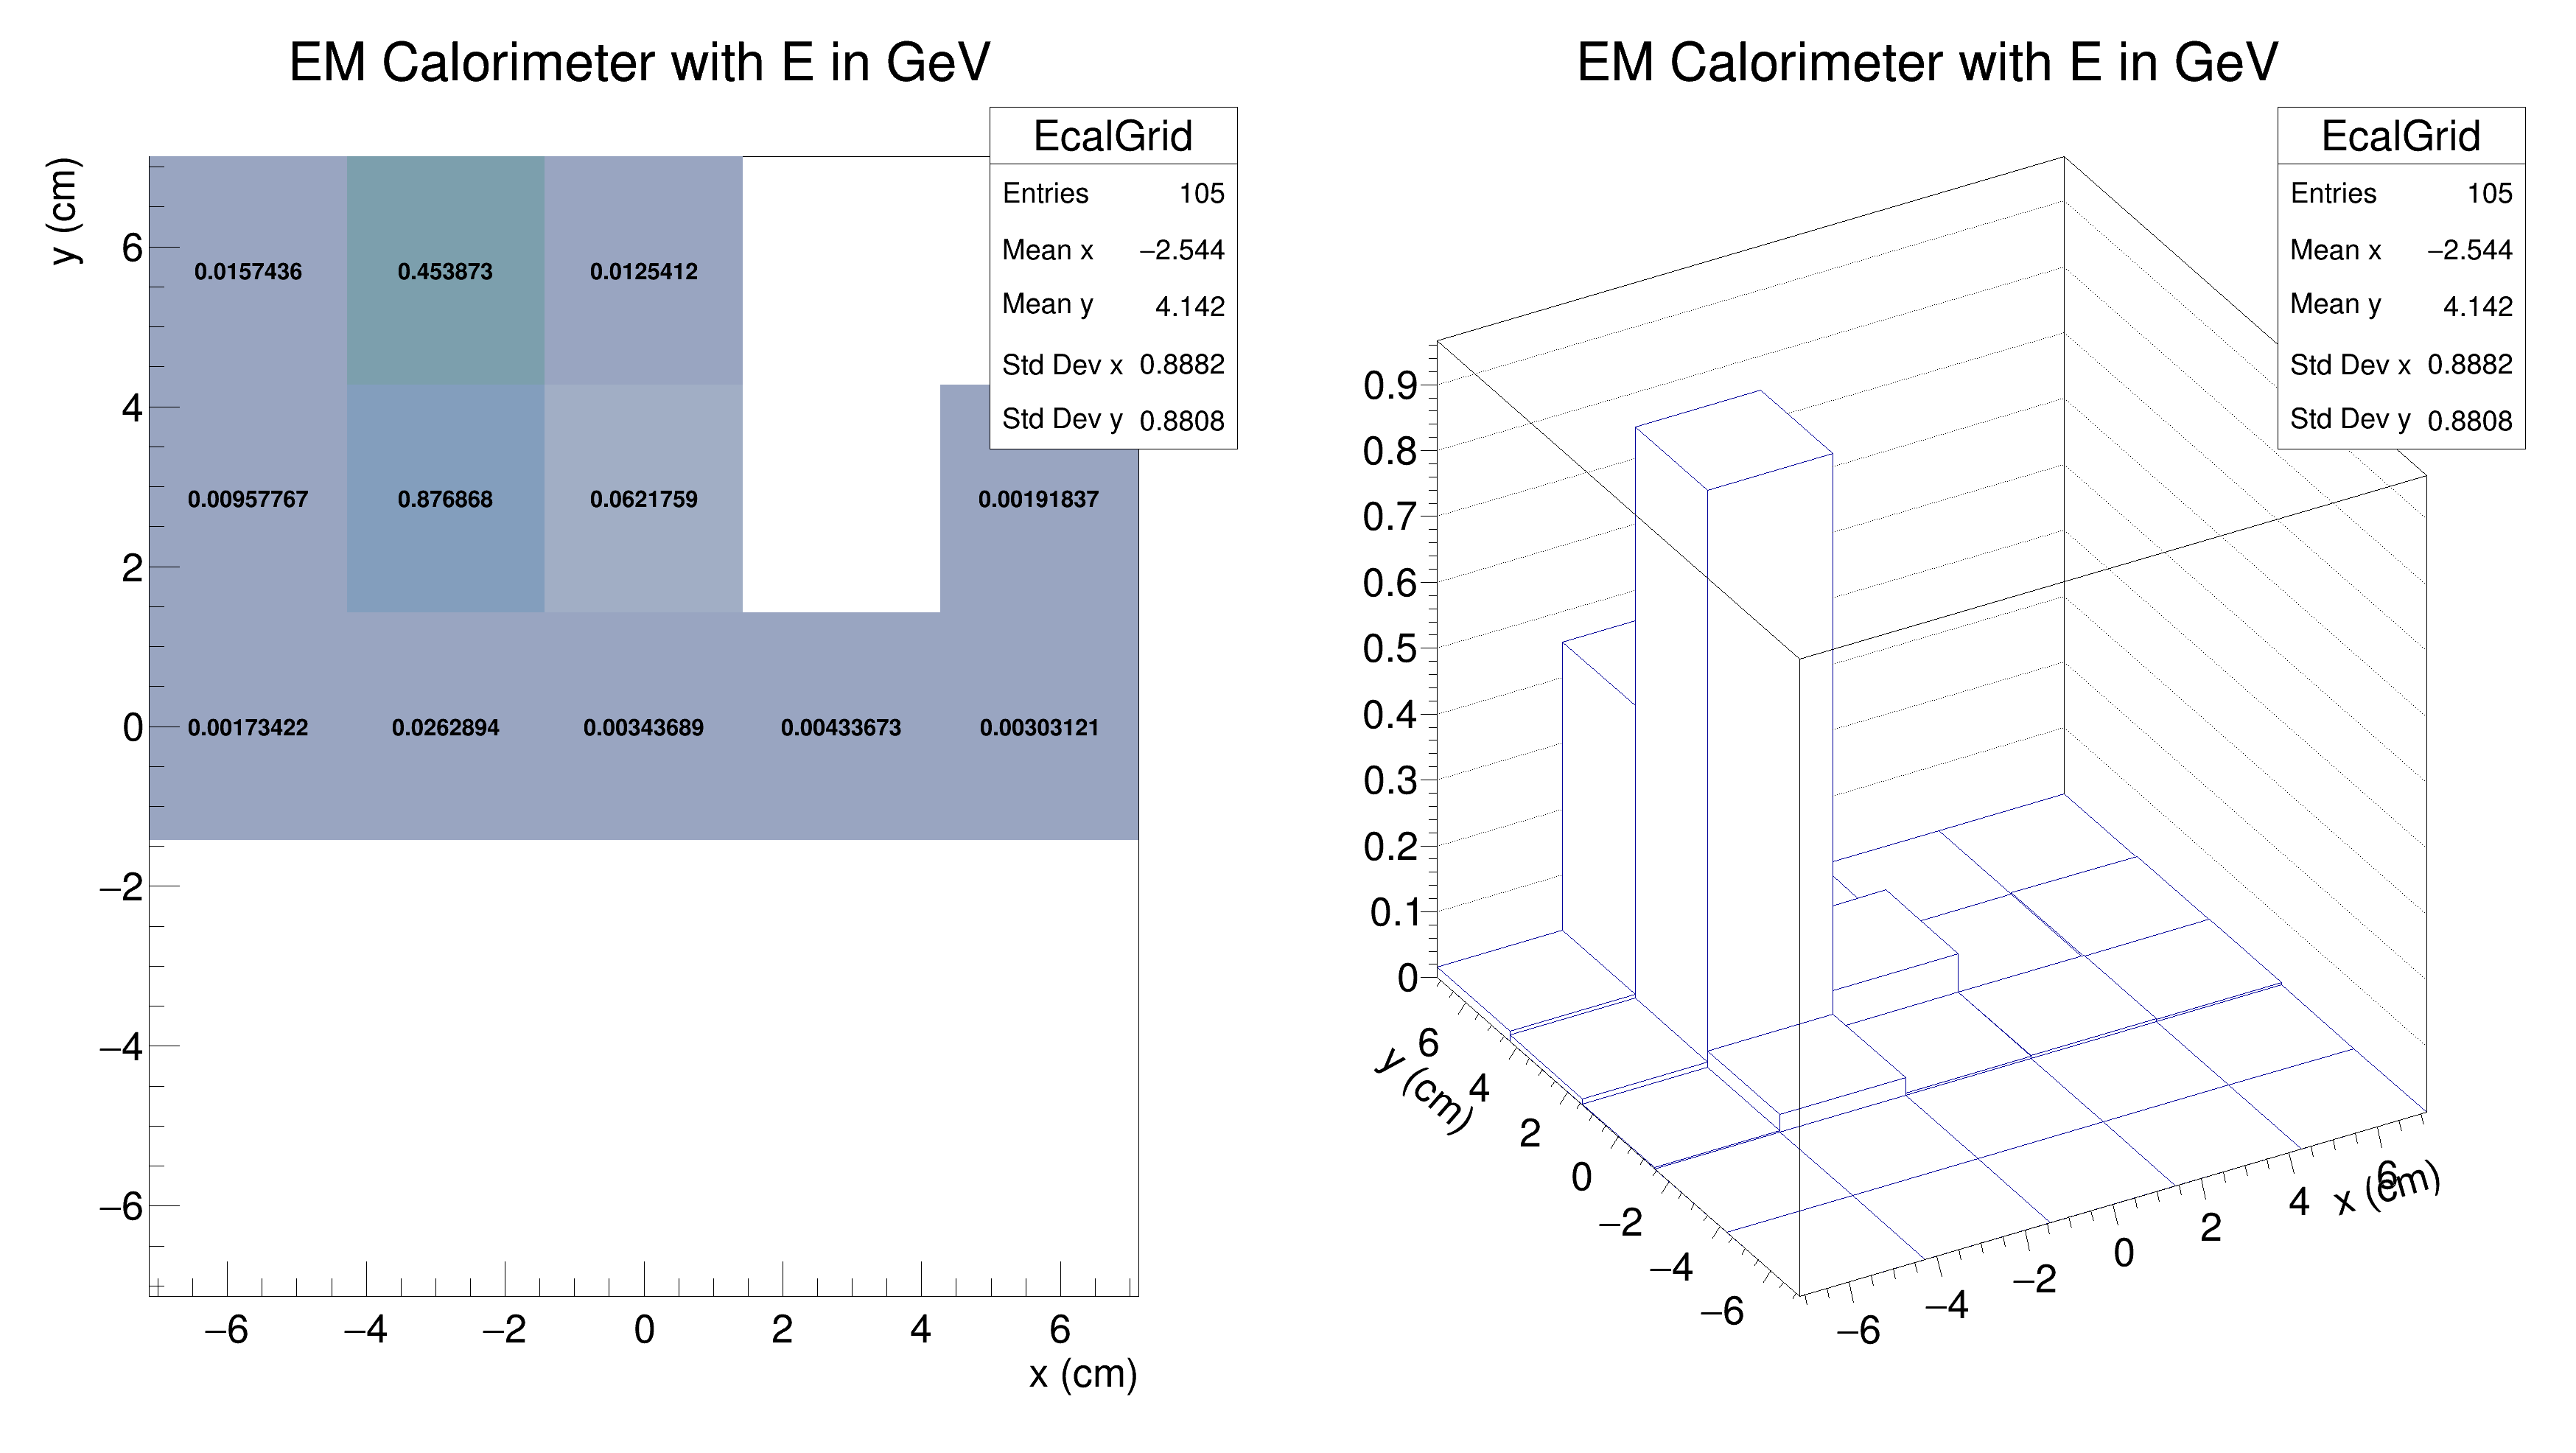 EM Calorimeter with E in GeV
EcalGrid
Entries 105
Mean x −2.544
Mean y 4.142
Std Dev x 0.8882
Std Dev y 0.8808
y (cm)
6
4
2
0
−2
−4
−6
0.0157436 0.453873 0.0125412
0.00957767 0.876868 0.0621759 0.00191837
0.00173422 0.0262894 0.00343689 0.00433673 0.00303121
−6 −4 −2 0 2 4 6
x (cm)
EM Calorimeter with E in GeV
EcalGrid
Entries 105
Mean x −2.544
Mean y 4.142
Std Dev x 0.8882
Std Dev y 0.8808
0.9
0.8
0.7
0.6
0.5
0.4
0.3
0.2
0.1
0
y (cm)
6
4
2
0
−2
−4
−6
−6 −4 −2 0 2 4 6
x (cm)